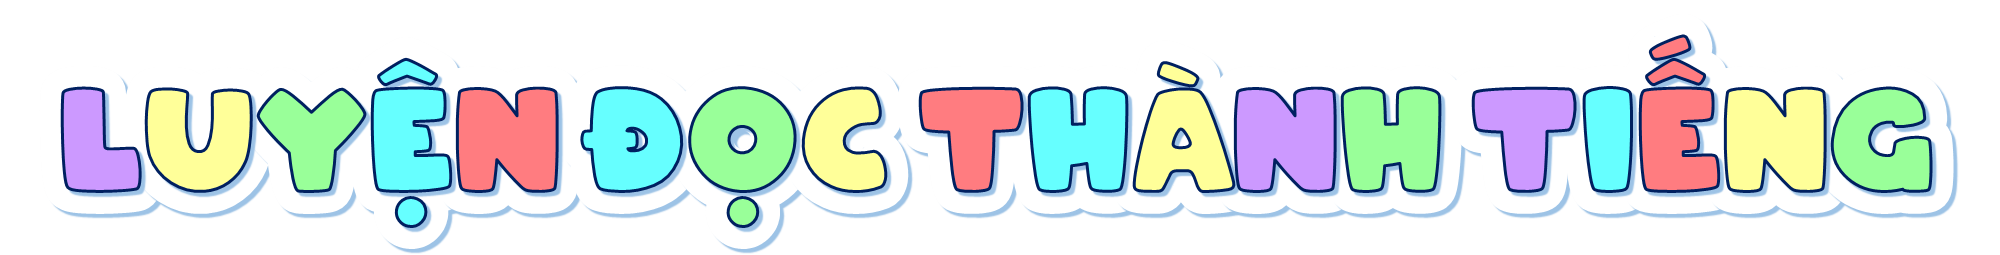 LUYỆN ĐỌC THÀNH TIẾNG